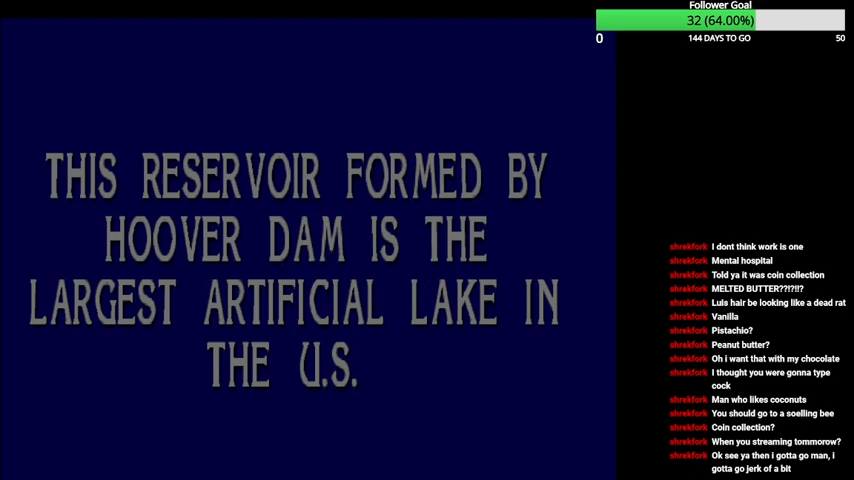 Follower Goal
32 (64.00%)
0
144 DAYS TO GO
50
THIS RESERVOIR FORMED BY
HOOVER DAM IS THE
LARGEST ARTIFICIAL LAKE IN
THE U.S.
shrekfork I dont think work is one
shrekfork Mental hospital
shrekfork Told ya it was coin collection
shrekfork MELTED BUTTER??!?!!?
shrekfork Luis hair be looking like a dead rat
shrekfork Vanilla
shrekfork Pistachio?
shrekfork Peanut butter?
shrekfork Oh i want that with my chocolate
shrekfork I thought you were gonna type
cock
shrekfork Man who likes coconuts
shrekfork You should go to a soelling bee
shrekfork Coin collection?
shrekfork When you streaming tommorow?
shrekfork Ok see ya then i gotta go man, i
gotta go jerk of a bit